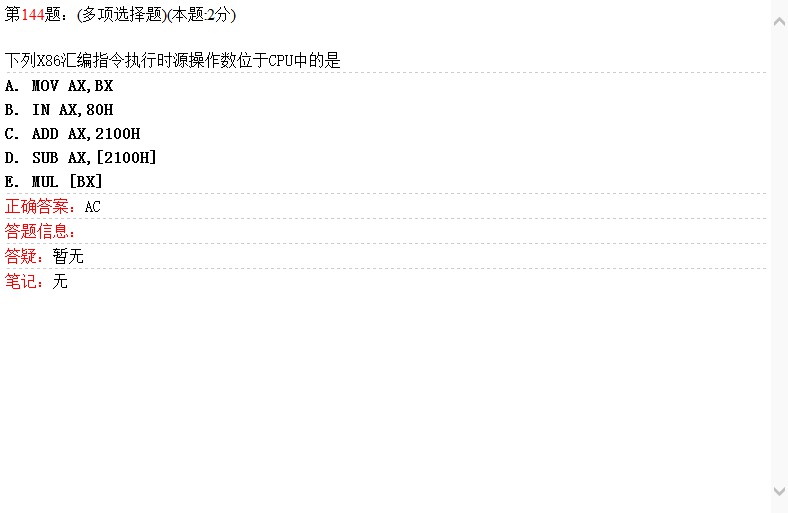 第144题：(多项选择题)(本题:2分)
下列X86汇编指令执行时源操作数位于CPU中的是
A. MOV AX,BX
B. IN AX,80H
C. ADD AX,2100H
D. SUB AX,[2100H]
E. MUL [BX]
正确答案：AC
答题信息：
答疑：暂无
笔记：无